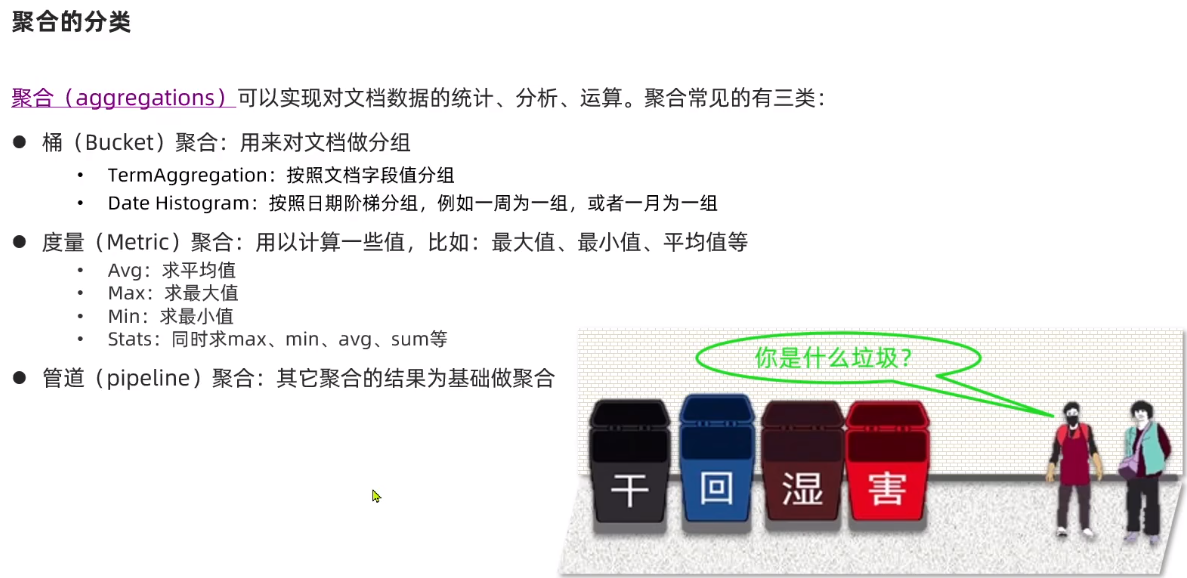 聚合的分类
聚合（aggregations）可以实现对文档数据的统计、分析、运算。聚合常见的有三类：
● 桶（Bucket）聚合：用来对文档做分组
• TermAggregation：按照文档字段值分组
• Date Histogram：按照日期阶梯分组，例如一周为一组，或者一月为一组
● 度量（Metric）聚合：用以计算一些值，比如：最大值、最小值、平均值等
• Avg：求平均值
• Max：求最大值
• Min：求最小值
• Stats：同时求max、min、avg、sum等
● 管道（pipeline）聚合：其它聚合的结果为基础做聚合
你是什么垃圾？
干 回 湿 害